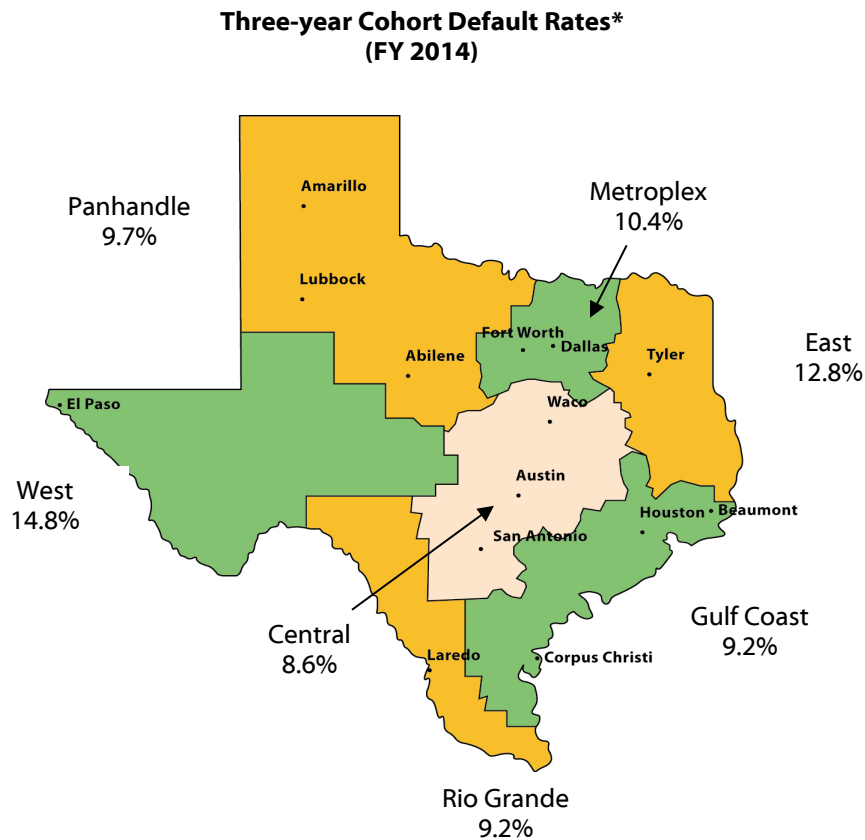 Three-year Cohort Default Rates*
(FY 2014)
Amarillo
Metroplex
10.4%
Panhandle
9.7%
Lubbock
Fort Worth
Dallas
Abilene
Tyler
East
12.8%
El Paso
Waco
West
14.8%
Austin
Houston
Beaumont
San Antonio
Gulf Coast
9.2%
Central
8.6%
Laredo
Corpus Christi
Rio Grande
9.2%